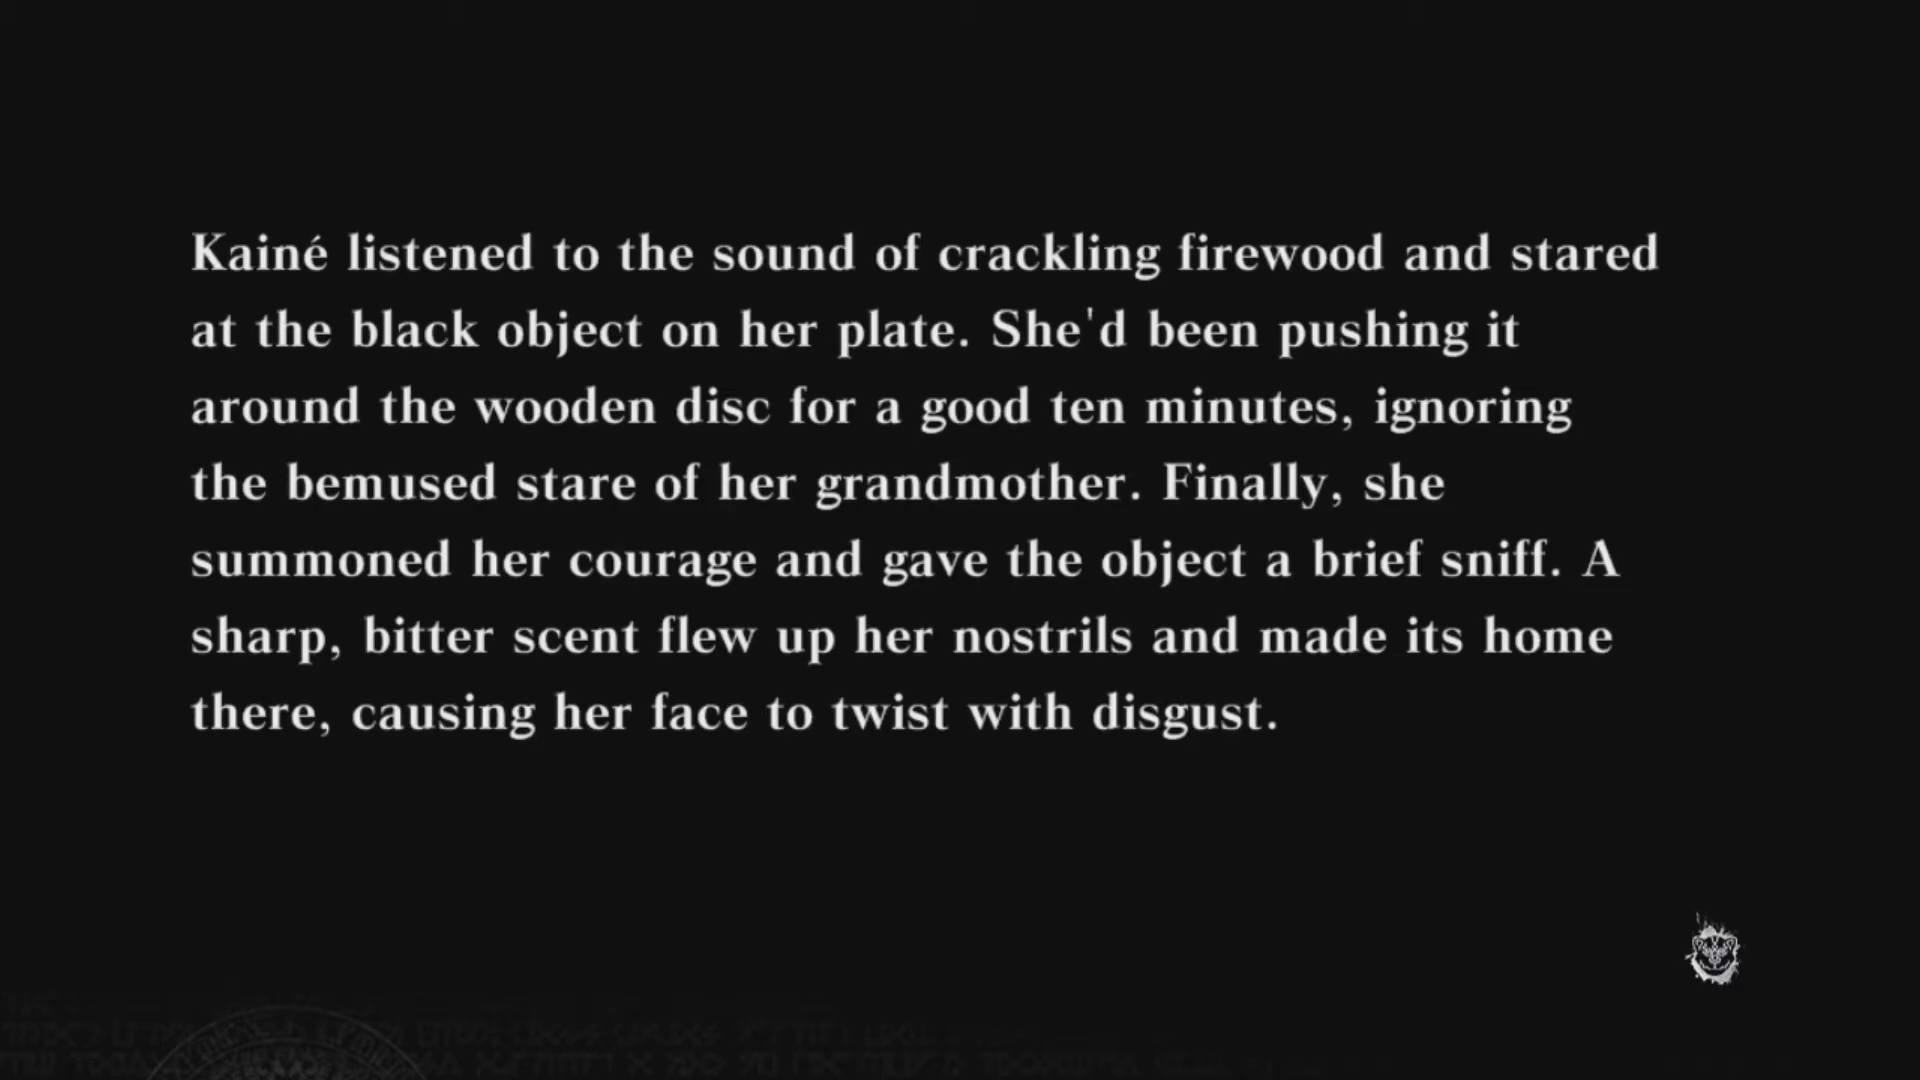 Kainé listened to the sound of crackling firewood and stared
at the black object on her plate. She'd been pushing it
around the wooden disc for a good ten minutes, ignoring
the bemused stare of her grandmother. Finally, she
summoned her courage and gave the object a brief sniff. A
sharp, bitter scent flew up her nostrils and made its home
there, causing her face to twist with disgust.